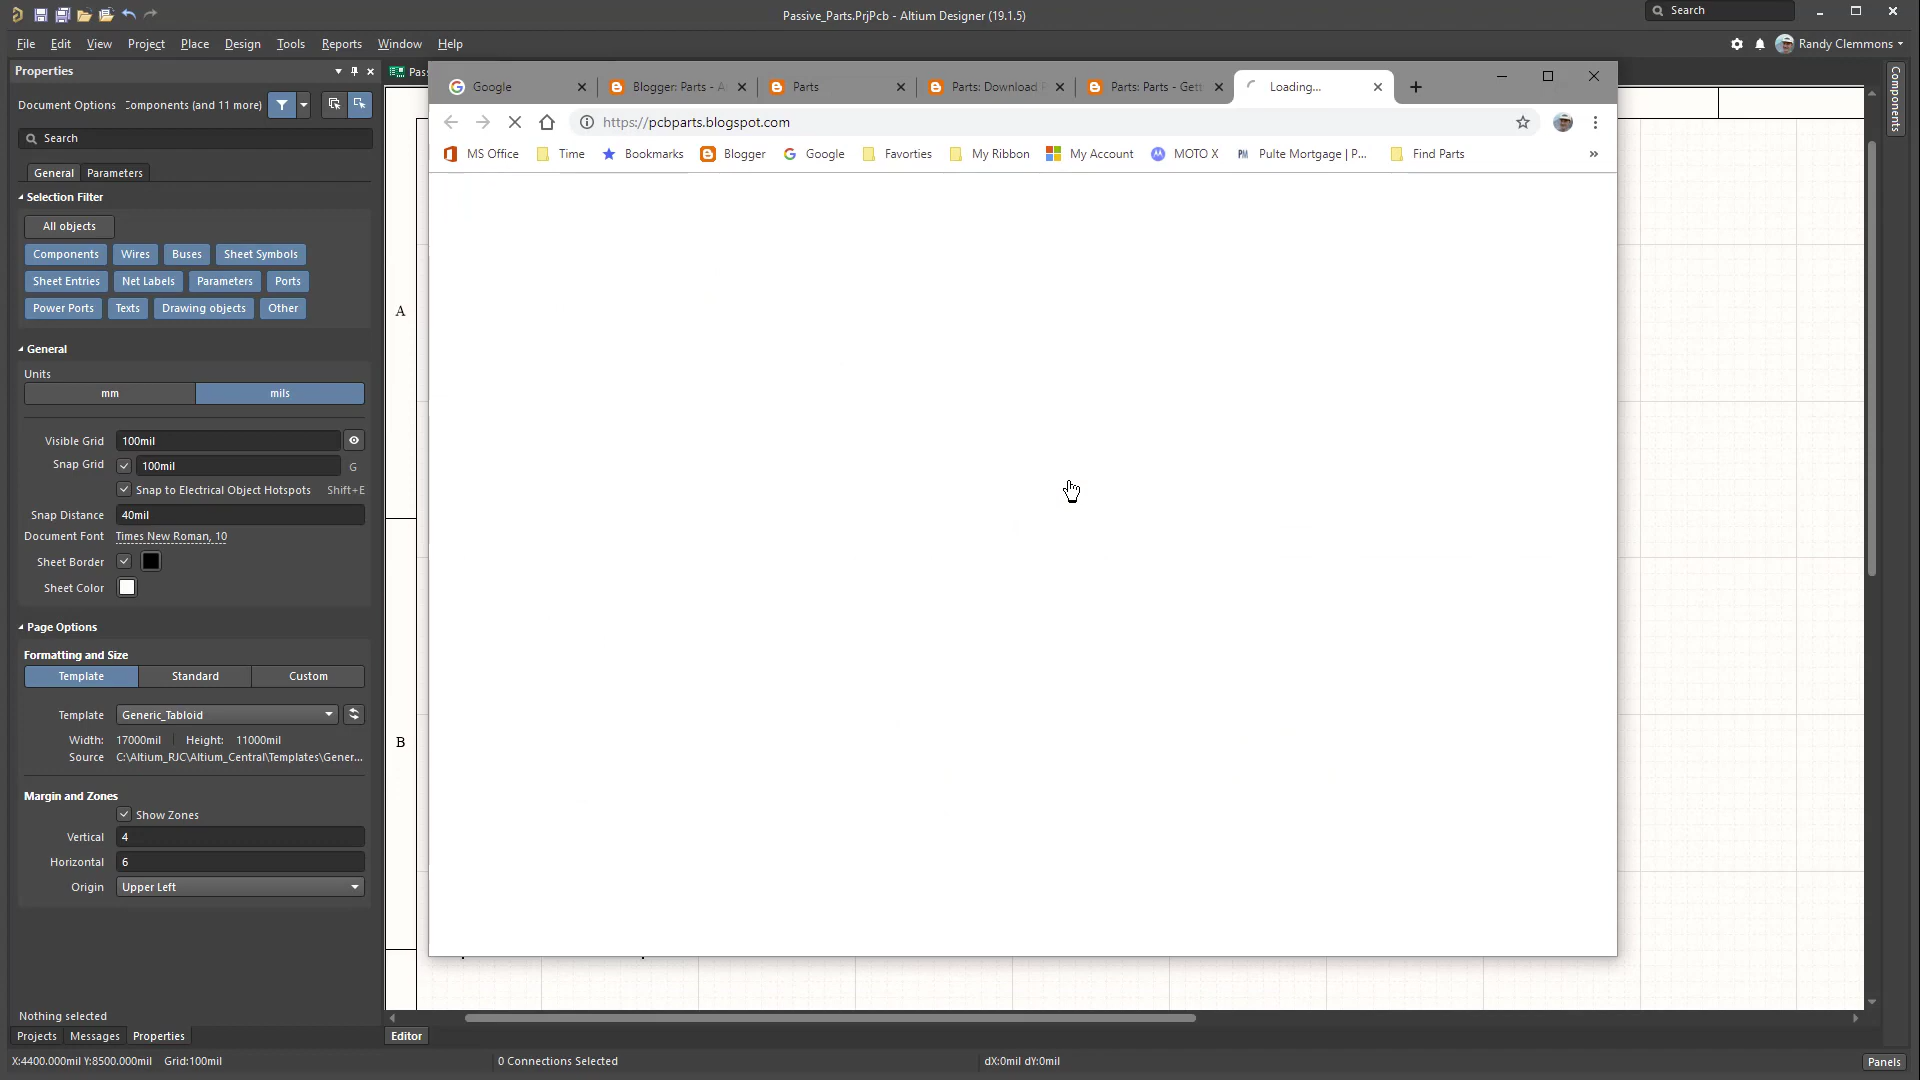 Passive_Parts.PrjPcb - Altium Designer (19.1.5)
Search
File Edit View Project Place Design Tools Reports Window Help
Randy Clemmons
Properties
Pass
Document Options Components (and 11 more)
Search
General Parameters
Selection Filter
All objects
Components Wires Buses Sheet Symbols
Sheet Entries Net Labels Parameters Ports
Power Ports Texts Drawing objects Other
General
Units
mm mils
Visible Grid 100mil
Snap Grid 100mil G
Snap to Electrical Object Hotspots Shift+E
Snap Distance 40mil
Document Font Times New Roman, 10
Sheet Border
Sheet Color
Page Options
Formatting and Size
Template Standard Custom
Template Generic_Tabloid
Width: 17000mil Height: 11000mil
Source C:\Altium_RJC\Altium_Central\Templates\Gener...
Margin and Zones
Show Zones
Vertical 4
Horizontal 6
Origin Upper Left
Nothing selected
Projects Messages Properties
Editor
X:4400.000mil Y:8500.000mil Grid:100mil
0 Connections Selected
dX:0mil dY:0mil
Panels
Components
A
B
Google
Blogger: Parts - A
Parts
Parts: Download
Parts: Parts - Gett
Loading...
https://pcbparts.blogspot.com
MS Office Time Bookmarks Blogger Google Favorties My Ribbon My Account MOTO X Pulte Mortgage | P... Find Parts »